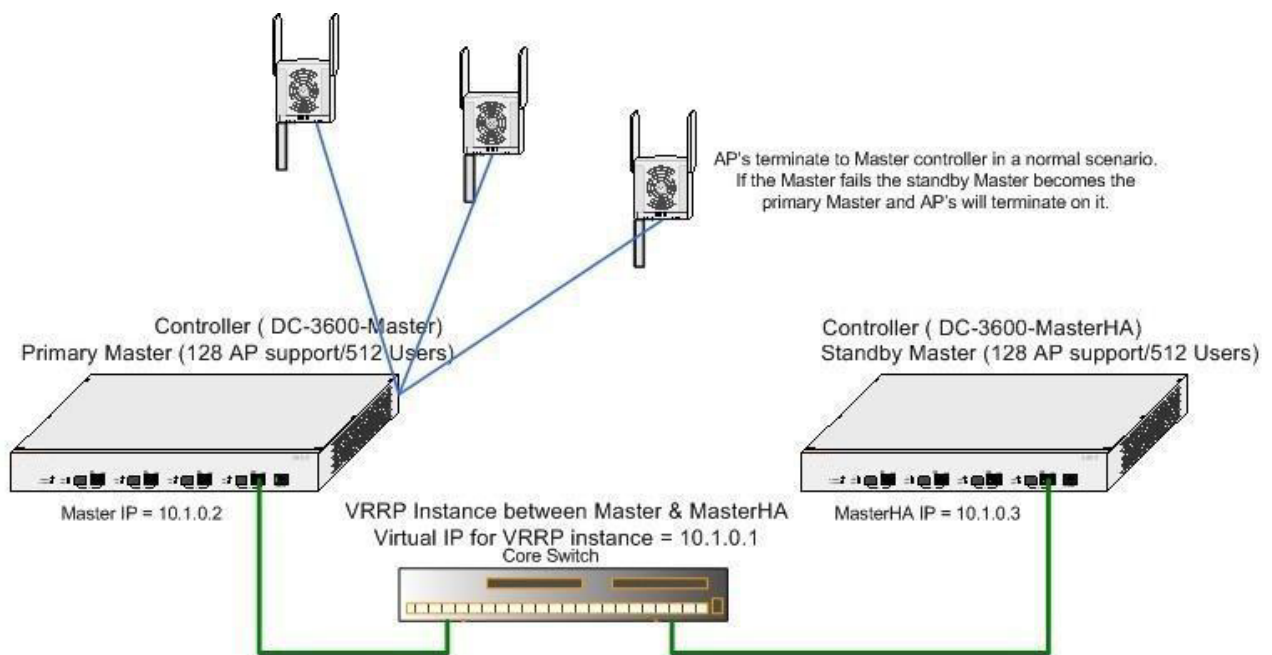 AP's terminate to Master controller in a normal scenario.
If the Master fails the standby Master becomes the
primary Master and AP's will terminate on it.
Controller ( DC-3600-Master)
Primary Master (128 AP support/512 Users)
Controller ( DC-3600-MasterHA)
Standby Master (128 AP support/512 Users)
Master IP = 10.1.0.2
VRRP Instance between Master & MasterHA
Virtual IP for VRRP instance = 10.1.0.1
Core Switch
MasterHA IP = 10.1.0.3